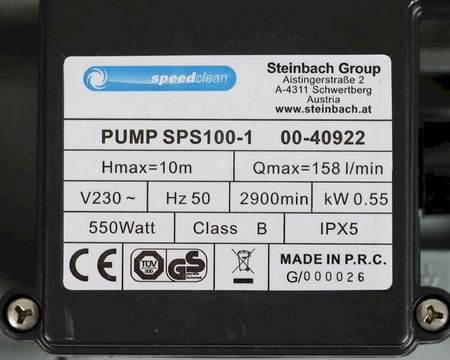 speedclean
Steinbach Group
Aistingerstraße 2
A-4311 Schwertberg
Austria
www.steinbach.at
PUMP SPS100-1 00-40922
Hmax=10m Qmax=158 l/min
V230 ~ Hz 50 2900min kW 0.55
550Watt Class B IPX5
CE TÜV SÜD GS MADE IN P.R.C.
G/000026